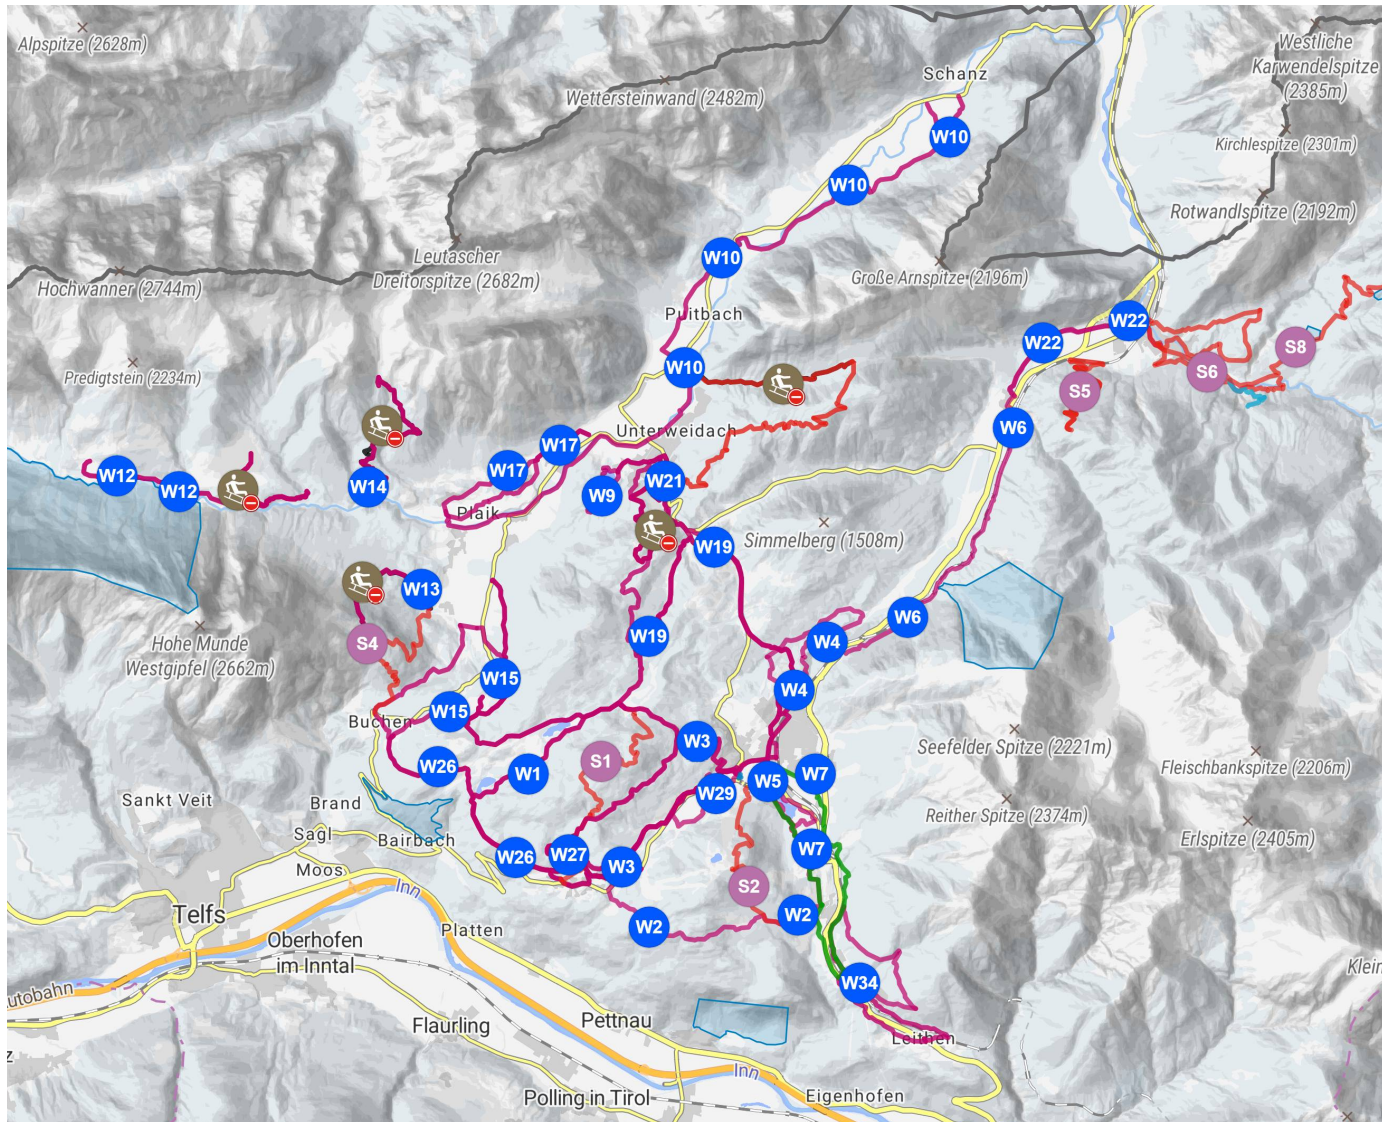 Alpspitze (2628m)
Schanz
Westliche
Karwendelspitze
(2385m)
Wettersteinwand (2482m)
W10
Kirchlespitze (2301m)
W10
Rotwandlspitze (2192m)
Leutascher
Dreitorspitze (2682m)
W10
Große Arnspitze (2196m)
Hochwanner (2744m)
Puitbach
W22
W22
S8
S6
Predigtstein (2234m)
W10
S5
Unterweidach
W6
W17
W17
W12
W12
W14
W9
W21
Plaik
Simmelberg (1508m)
W19
W13
W6
S4
W19
W4
Hohe Munde
Westgipfel (2662m)
W15
W4
Buchen
W15
W3
Seefelder Spitze (2221m)
Fleischbankspitze (2206m)
W26
W1
S1
W5
W7
W29
Sankt Veit
Brand
Reither Spitze (2374m)
Sagl
Bairbach
Erlspitze (2405m)
Moos
W26
W27
W3
W7
Inn
S2
Telfs
W2
W2
Platten
Oberhofen
im Inntal
Klein
utobahn
W34
Flaurling
Pettnau
Leithen
z
Inn
Polling in Tirol
Eigenhofen